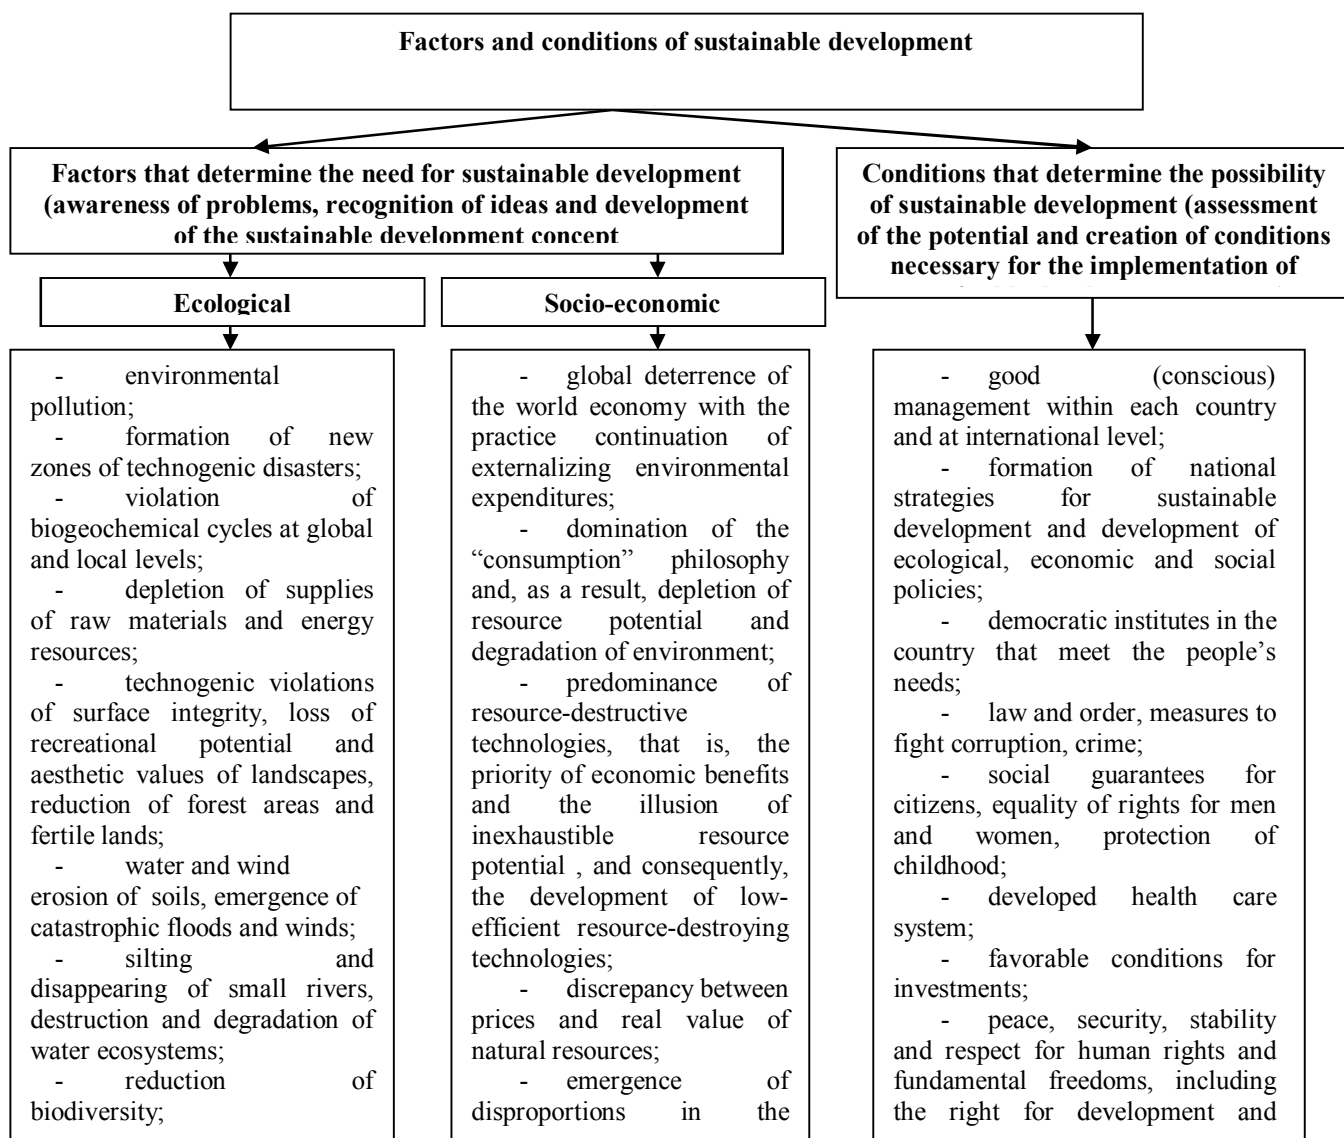 Factors and conditions of sustainable development
Factors that determine the need for sustainable development
(awareness of problems, recognition of ideas and development
of the sustainable development concept
Conditions that determine the possibility
of sustainable development (assessment
of the potential and creation of conditions
necessary for the implementation of
Ecological
Socio-economic
- environmental
pollution;
- formation of new
zones of technogenic disasters;
- violation of
biogeochemical cycles at global
and local levels;
- depletion of supplies
of raw materials and energy
resources;
- technogenic violations
of surface integrity, loss of
recreational potential and
aesthetic values of landscapes,
reduction of forest areas and
fertile lands;
- water and wind
erosion of soils, emergence of
catastrophic floods and winds;
- silting and
disappearing of small rivers,
destruction and degradation of
water ecosystems;
- reduction of
biodiversity;
- global deterrence of
the world economy with the
practice continuation of
externalizing environmental
expenditures;
- domination of the
“consumption” philosophy
and, as a result, depletion of
resource potential and
degradation of environment;
- predominance of
resource-destructive
technologies, that is, the
priority of economic benefits
and the illusion of
inexhaustible resource
potential , and consequently,
the development of low-
efficient resource-destroying
technologies;
- discrepancy between
prices and real value of
natural resources;
- emergence of
disproportions in the
- good (conscious)
management within each country
and at international level;
- formation of national
strategies for sustainable
development and development of
ecological, economic and social
policies;
- democratic institutes in the
country that meet the people’s
needs;
- law and order, measures to
fight corruption, crime;
- social guarantees for
citizens, equality of rights for men
and women, protection of
childhood;
- developed health care
system;
- favorable conditions for
investments;
- peace, security, stability
and respect for human rights and
fundamental freedoms, including
the right for development and